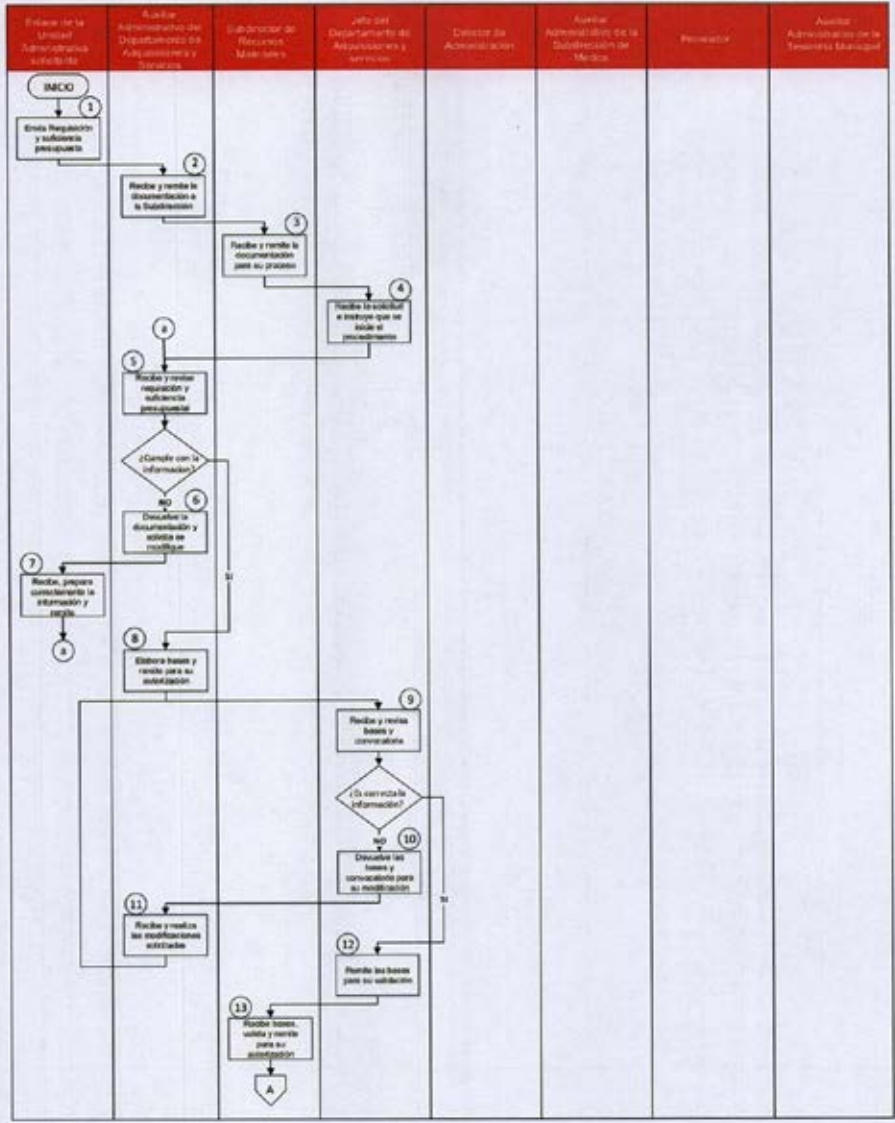 Enlace de la
Unidad
Administrativa
solicitante
Auxiliar
Administrativo del
Departamento de
Adquisiciones y
Servicios
Subdirector de
Recursos
Materiales
Jefe del
Departamento de
Adquisiciones y
servicios
Director de
Administración
Auxiliar
Administrativo de la
Subdirección de
Proveedor
Auxiliar
Administrativo de la
Tesorería Municipal
INICIO
1
Envía Requisición
y suficiencia
presupuesta
2
Recibe y remite la
documentación a
la Subdirección
3
Recibe y remite la
documentación
para su proceso
4
Recibe la solicitud
e instruye que se
inicie el
procedimiento
a
5
Recibe y revisa
requisición y
suficiencia
presupuestal
¿Cumple con la
información?
NO
6
Devuelve la
documentación y
solicita se
modifique
SI
7
Recibe, prepara
correctamente la
información y
remite
a
8
Elabora bases y
remite para su
autorización
9
Recibe y revisa
bases y
convocatoria
¿Es correcta la
información?
NO
10
Devuelve las
bases y
convocatoria para
su modificación
SI
11
Recibe y realiza
las modificaciones
solicitadas
12
Remite las bases
para su validación
13
Recibe bases,
valida y remite
para su
autorización
A